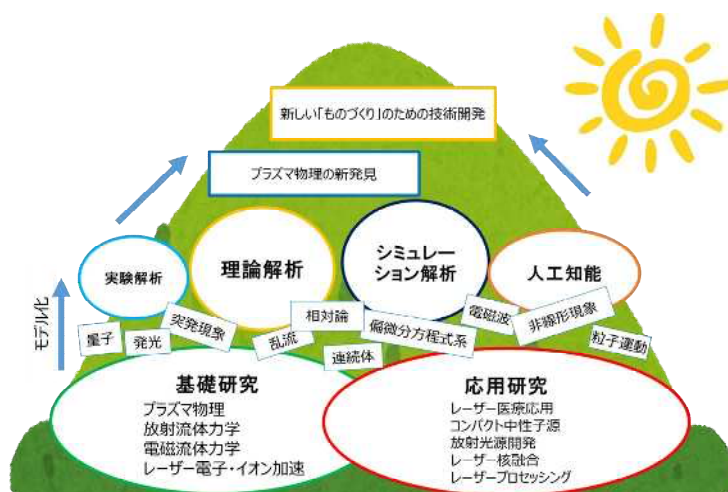 新しい「ものづくり」のための技術開発
プラズマ物理の新発見
実験解析
理論解析
シミュレー
ション解析
人工知能
モデル化
量子
発光
突発現象
乱流
相対論
連続体
偏微分方程式系
電磁波
非線形現象
粒子運動
基礎研究
プラズマ物理
放射流体力学
電磁流体力学
レーザー電子・イオン加速
応用研究
レーザー医療応用
コンパクト中性子源
放射光源開発
レーザー核融合
レーザープロセッシング